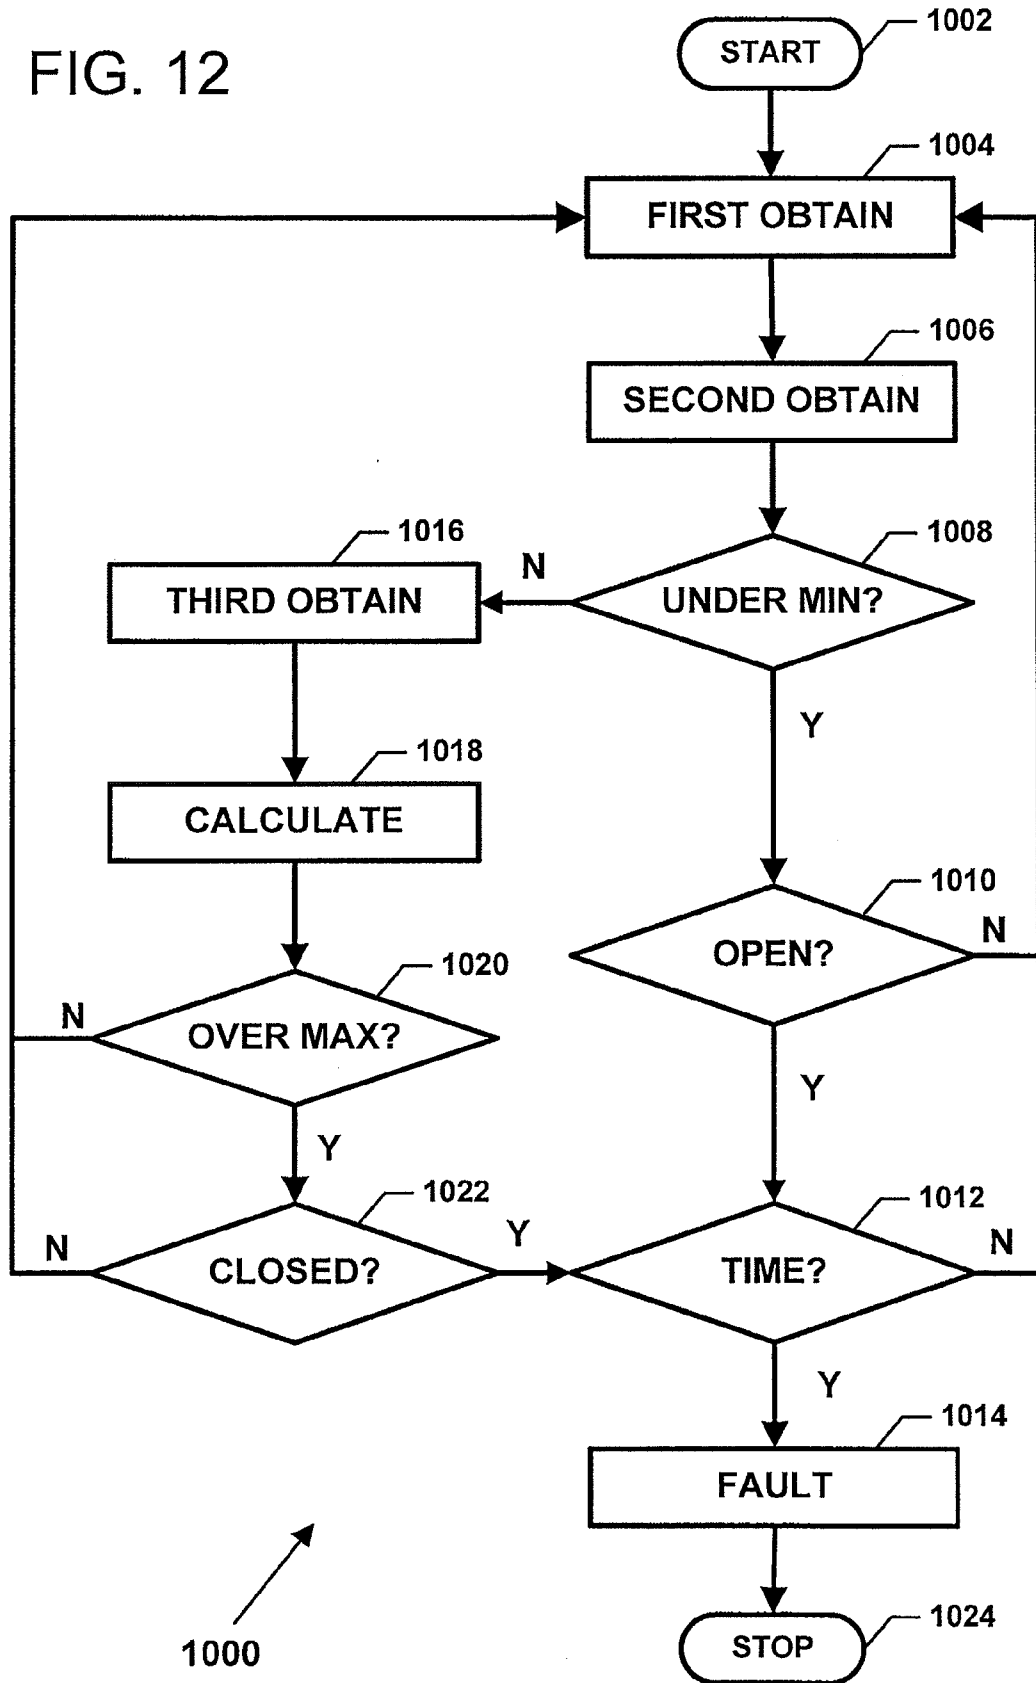 FIG. 12
START
1002
1004
FIRST OBTAIN
1006
SECOND OBTAIN
1016
1008
N
THIRD OBTAIN
UNDER MIN?
Y
1018
CALCULATE
1010
OPEN?
N
1020
N
OVER MAX?
Y
Y
1022
1012
N
CLOSED?
Y
TIME?
N
Y
1014
FAULT
1024
STOP
1000